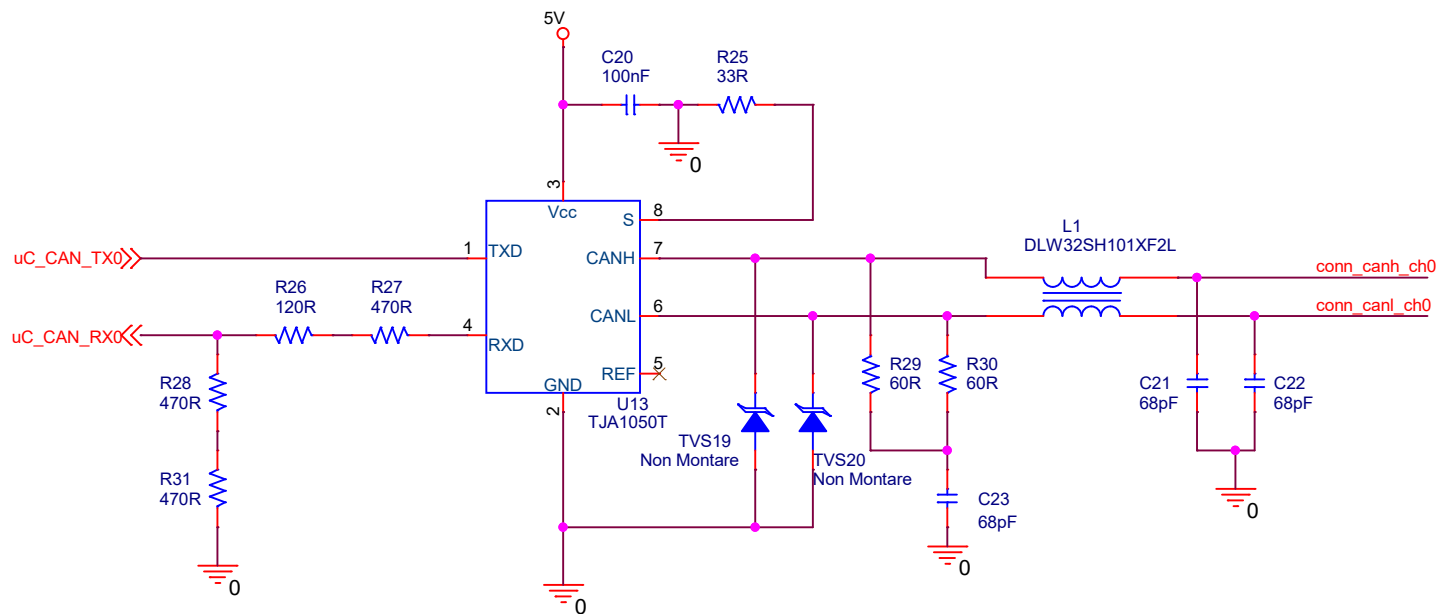 5V
C20
100nF
R25
33R
0
3
Vcc
S
8
L1
DLW32SH101XF2L
uC_CAN_TX0
1
TXD
CANH
7
conn_canh_ch0
R26
120R
R27
470R
CANL
6
conn_canl_ch0
uC_CAN_RX0
4
RXD
REF
5
R28
470R
GND
2
U13
TJA1050T
R29
60R
R30
60R
C21
68pF
C22
68pF
TVS19
Non Montare
TVS20
Non Montare
R31
470R
C23
68pF
0
0
0
0